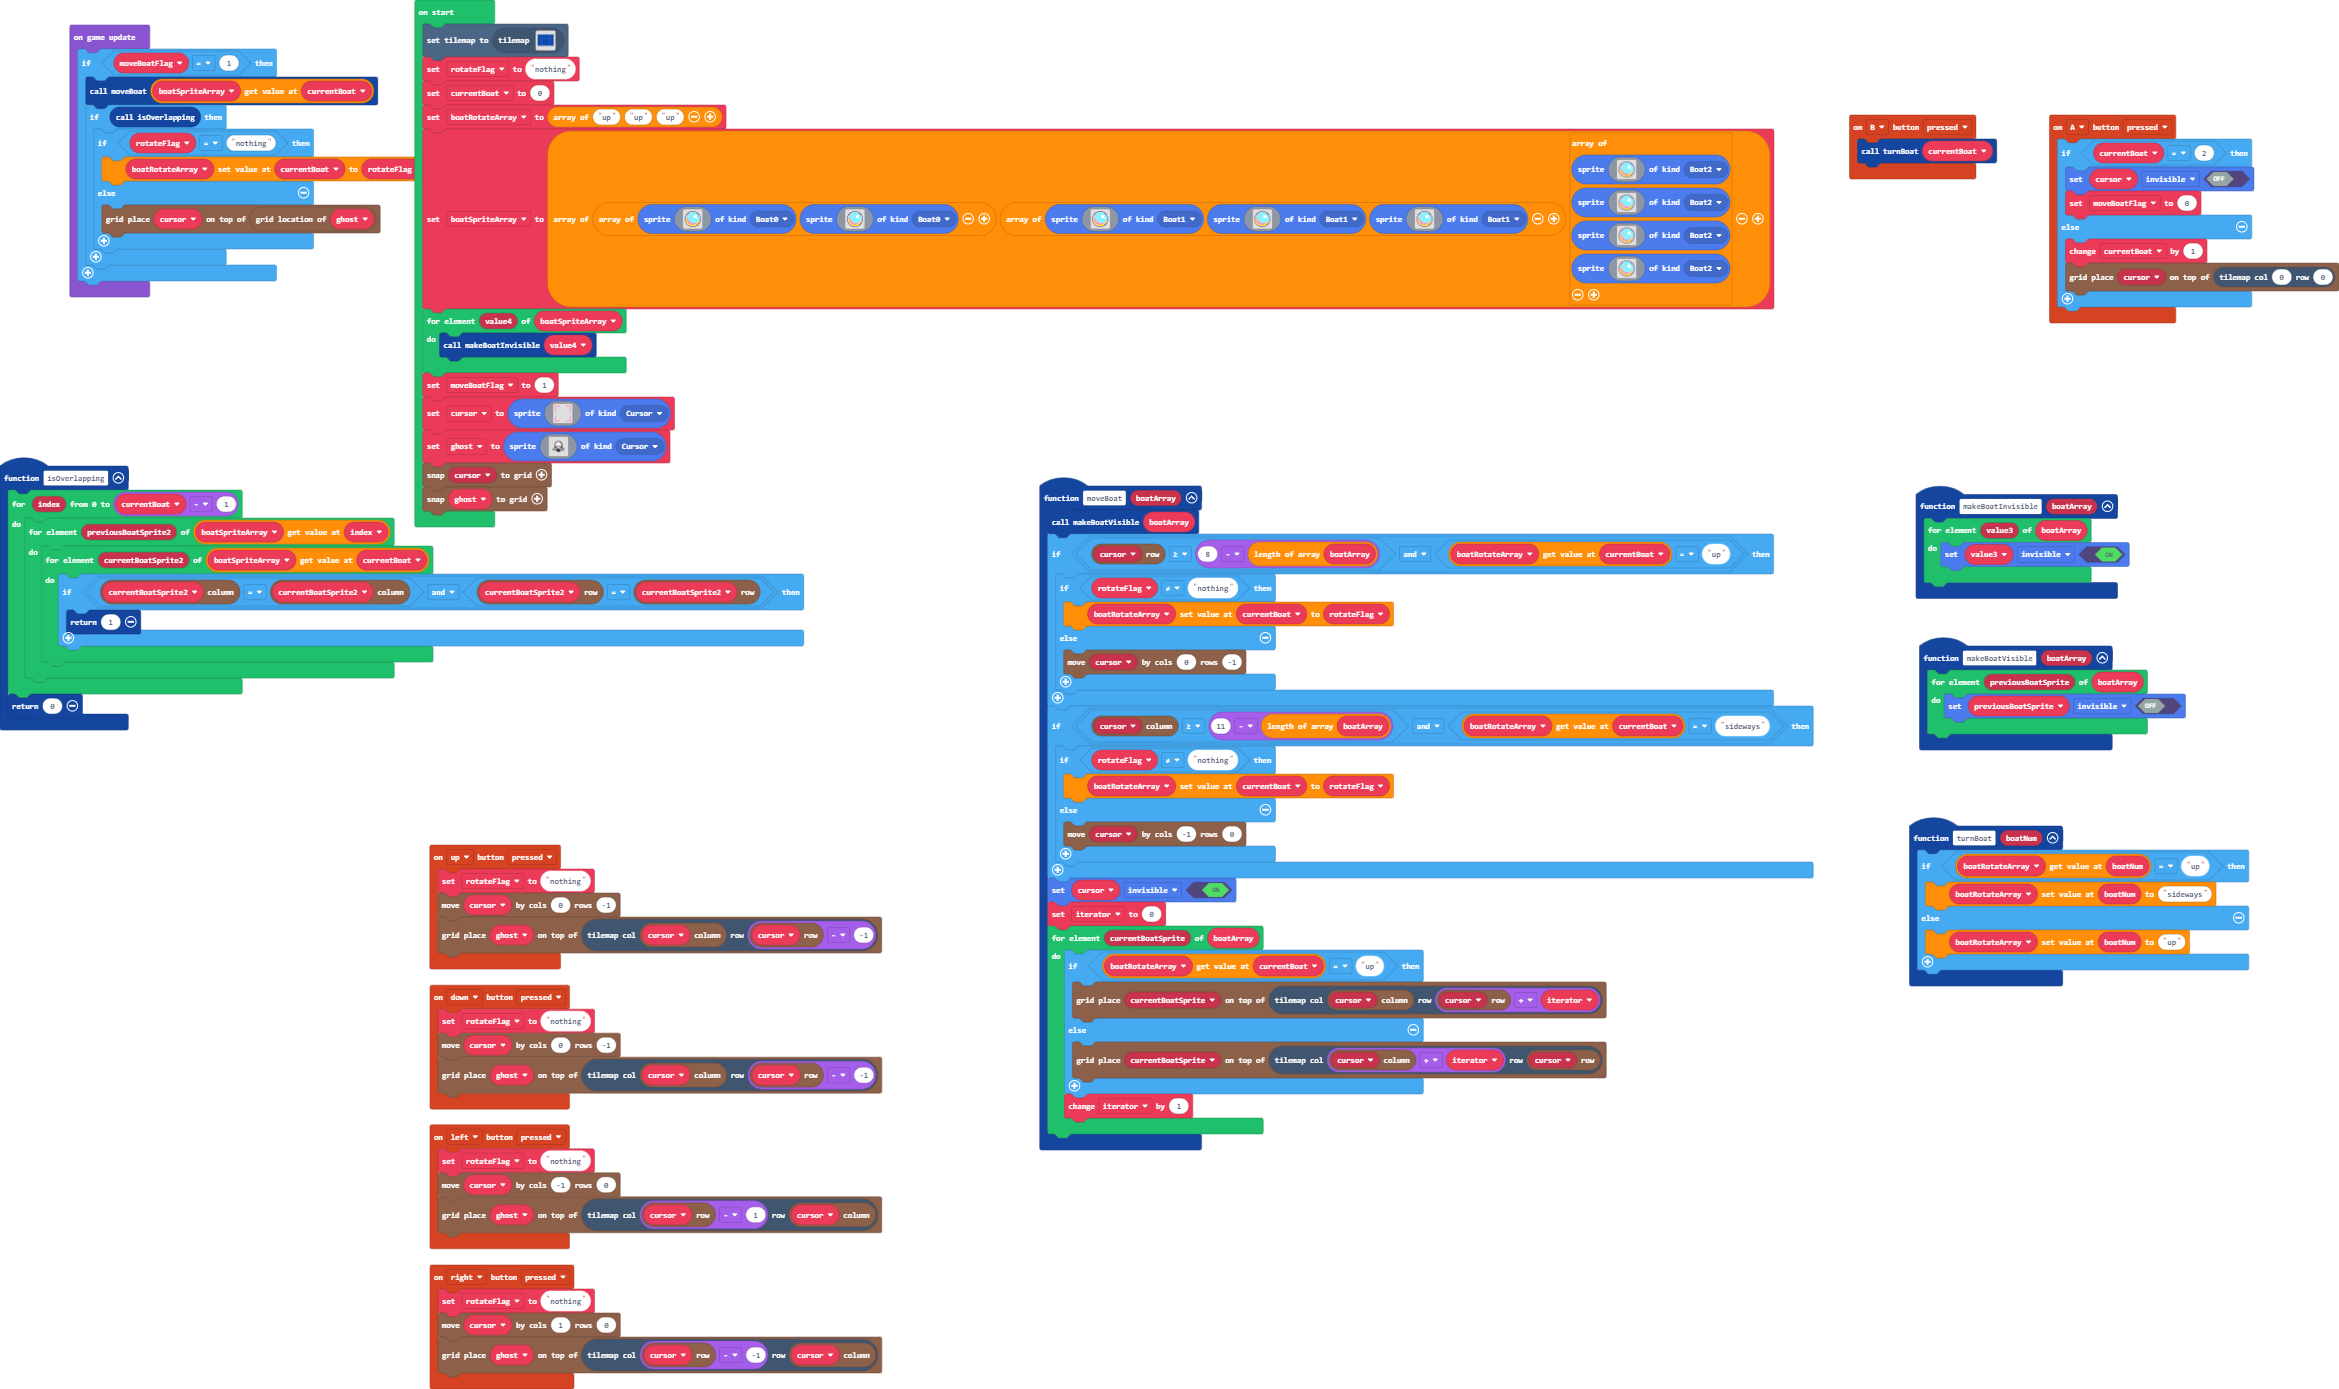 on game update
if moveBoatFlag = 1 then
call moveBoat boatSpriteArray get value at currentBoat
if call isOverlapping then
if rotateFlag = "nothing" then
boatRotateArray set value at currentBoat to rotateFlag
else
grid place cursor on top of grid location of ghost
on start
set tilemap to tilemap
set rotateFlag to "nothing"
set currentBoat to 0
set boatRotateArray to array of "up" "up" "up"
set boatSpriteArray to array of array of sprite of kind Boat0 sprite of kind Boat0 array of sprite of kind Boat1 sprite of kind Boat1 sprite of kind Boat1
array of
sprite of kind Boat2
sprite of kind Boat2
sprite of kind Boat2
sprite of kind Boat2
for element value4 of boatSpriteArray
do
call makeBoatInvisible value4
set moveBoatFlag to 1
set cursor to sprite of kind Cursor
set ghost to sprite of kind Cursor
snap cursor to grid
snap ghost to grid
on B button pressed
call turnBoat currentBoat
on A button pressed
if currentBoat = 2 then
set cursor invisible OFF
set moveBoatFlag to 0
else
change currentBoat by 1
grid place cursor on top of tilemap col 0 row 0
function isOverlapping
for index from 0 to currentBoat - 1
do
for element previousBoatSprite2 of boatSpriteArray get value at index
do
for element currentBoatSprite2 of boatSpriteArray get value at currentBoat
do
if currentBoatSprite2 column = currentBoatSprite2 column and currentBoatSprite2 row = currentBoatSprite2 row then
return 1
return 0
function moveBoat boatArray
call makeBoatVisible boatArray
if cursor row ≥ 8 - length of array boatArray and boatRotateArray get value at currentBoat = "up" then
if rotateFlag ≠ "nothing" then
boatRotateArray set value at currentBoat to rotateFlag
else
move cursor by cols 0 rows -1
if cursor column ≥ 11 - length of array boatArray and boatRotateArray get value at currentBoat = "sideways" then
if rotateFlag ≠ "nothing" then
boatRotateArray set value at currentBoat to rotateFlag
else
move cursor by cols -1 rows 0
set cursor invisible ON
set iterator to 0
for element currentBoatSprite of boatArray
do
if boatRotateArray get value at currentBoat = "up" then
grid place currentBoatSprite on top of tilemap col cursor column row cursor row + iterator
else
grid place currentBoatSprite on top of tilemap col cursor column + iterator row cursor row
change iterator by 1
function makeBoatInvisible boatArray
for element value3 of boatArray
do
set value3 invisible ON
function makeBoatVisible boatArray
for element previousBoatSprite of boatArray
do
set previousBoatSprite invisible OFF
function turnBoat boatNum
if boatRotateArray get value at boatNum = "up" then
boatRotateArray set value at boatNum to "sideways"
else
boatRotateArray set value at boatNum to "up"
on up button pressed
set rotateFlag to "nothing"
move cursor by cols 0 rows -1
grid place ghost on top of tilemap col cursor column row cursor row - -1
on down button pressed
set rotateFlag to "nothing"
move cursor by cols 0 rows -1
grid place ghost on top of tilemap col cursor column row cursor row - -1
on left button pressed
set rotateFlag to "nothing"
move cursor by cols -1 rows 0
grid place ghost on top of tilemap col cursor row - 1 row cursor column
on right button pressed
set rotateFlag to "nothing"
move cursor by cols 1 rows 0
grid place ghost on top of tilemap col cursor row - -1 row cursor column